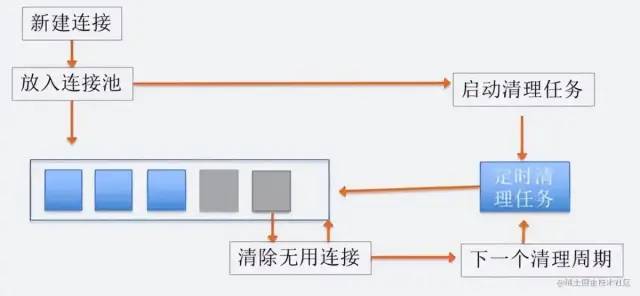 新建连接
放入连接池
启动清理任务
定时清
理任务
清除无用连接
下一个清理周期
@稀土掘金技术社区